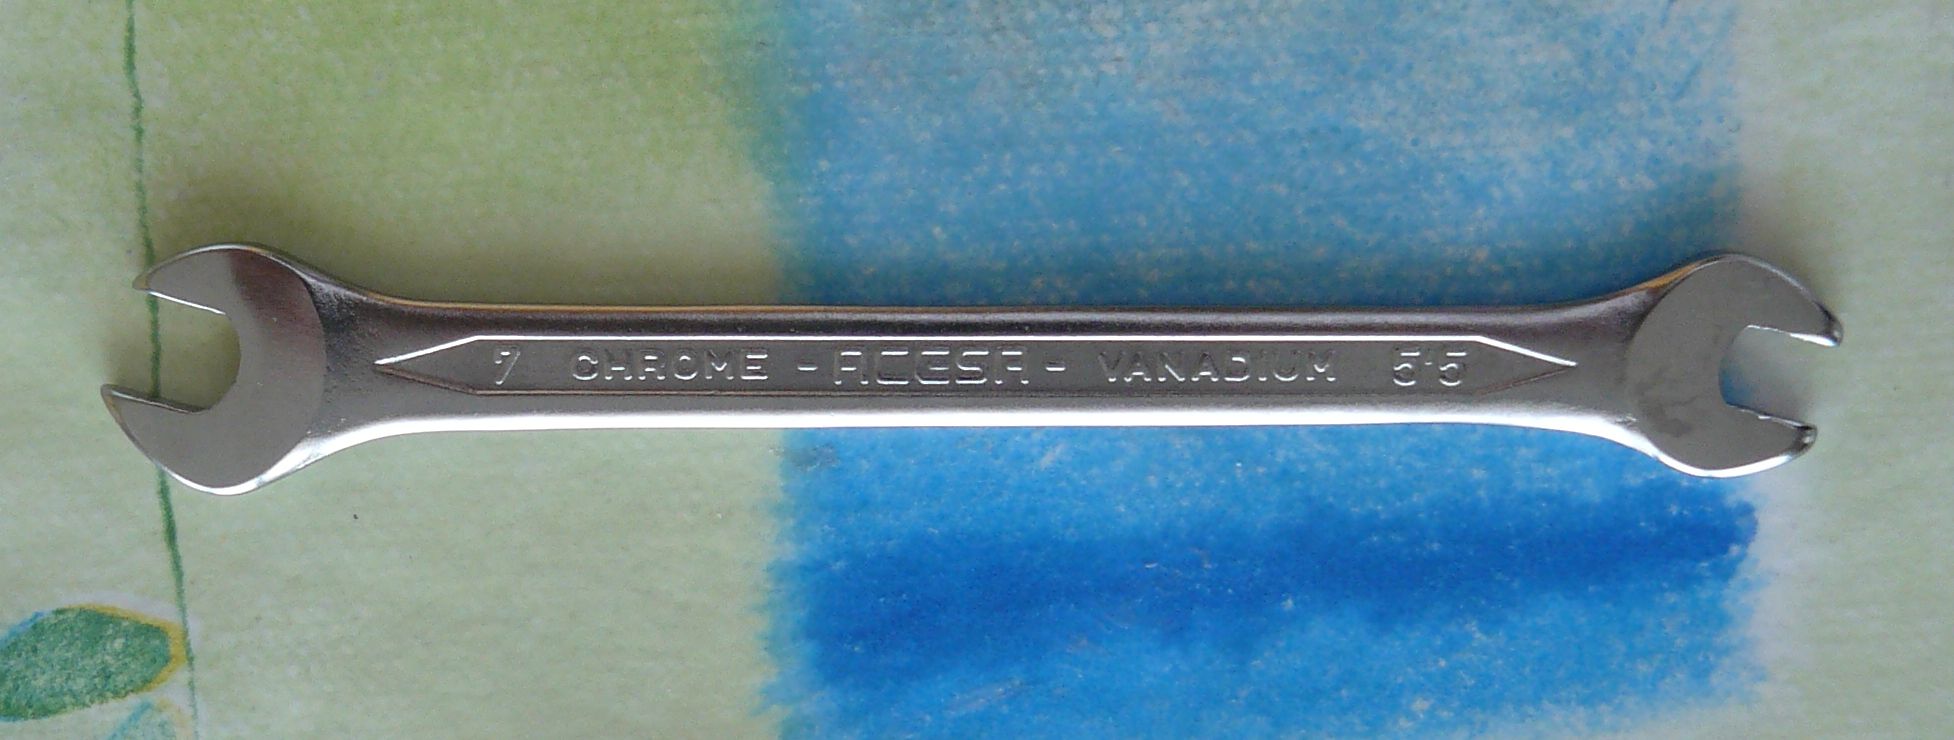 7 CHROME - ACESA - VANADIUM 5'5